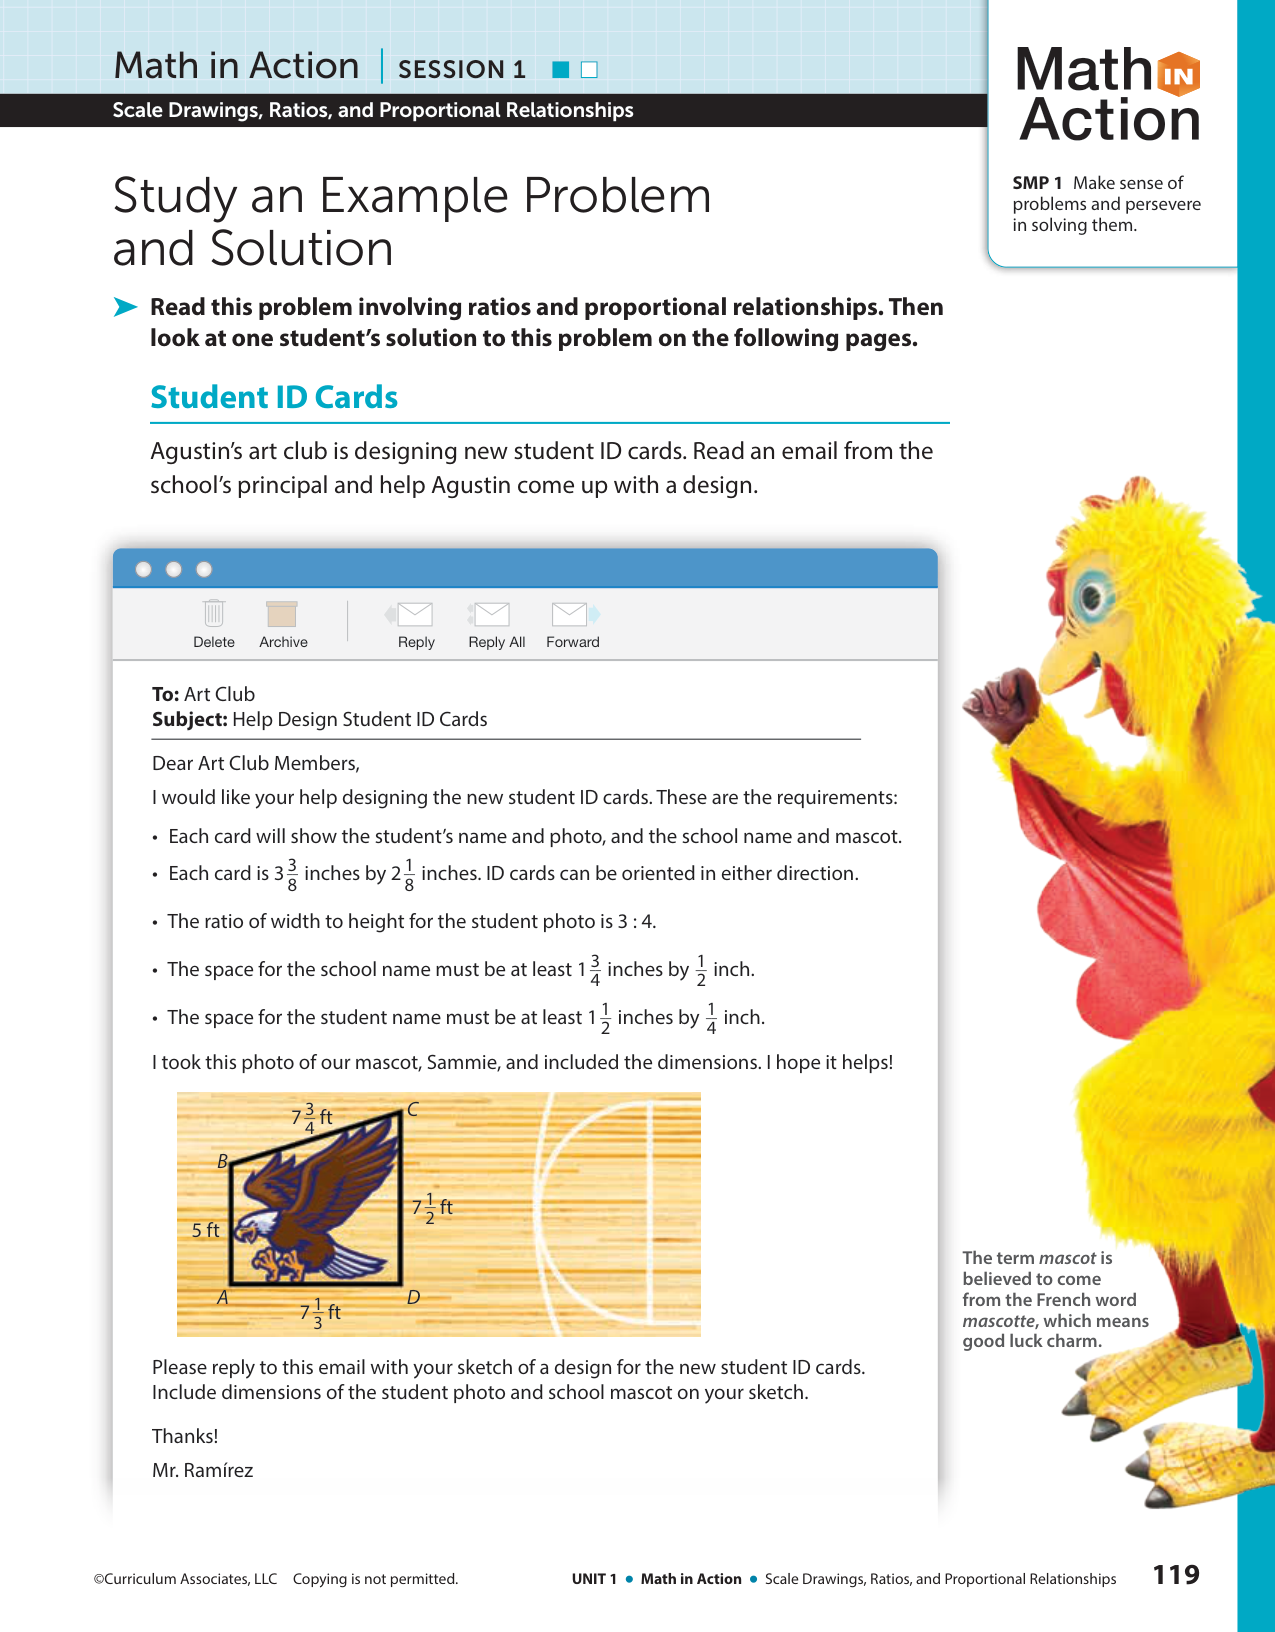 Math in Action | SESSION 1
Scale Drawings, Ratios, and Proportional Relationships
Math IN
Action
SMP 1 Make sense of
problems and persevere
in solving them.
Study an Example Problem
and Solution
Read this problem involving ratios and proportional relationships. Then
look at one student’s solution to this problem on the following pages.
Student ID Cards
Agustin’s art club is designing new student ID cards. Read an email from the
school’s principal and help Agustin come up with a design.
Delete Archive Reply Reply All Forward
To: Art Club
Subject: Help Design Student ID Cards
Dear Art Club Members,
I would like your help designing the new student ID cards. These are the requirements:
• Each card will show the student’s name and photo, and the school name and mascot.
• Each card is 3 3/8 inches by 2 1/8 inches. ID cards can be oriented in either direction.
• The ratio of width to height for the student photo is 3 : 4.
• The space for the school name must be at least 1 3/4 inches by 1/2 inch.
• The space for the student name must be at least 1 1/2 inches by 1/4 inch.
I took this photo of our mascot, Sammie, and included the dimensions. I hope it helps!
7 3/4 ft
C
B
7 1/2 ft
5 ft
A
D
7 1/3 ft
Please reply to this email with your sketch of a design for the new student ID cards.
Include dimensions of the student photo and school mascot on your sketch.
Thanks!
Mr. Ramírez
The term mascot is
believed to come
from the French word
mascotte, which means
good luck charm.
©Curriculum Associates, LLC Copying is not permitted.
UNIT 1 • Math in Action • Scale Drawings, Ratios, and Proportional Relationships 119